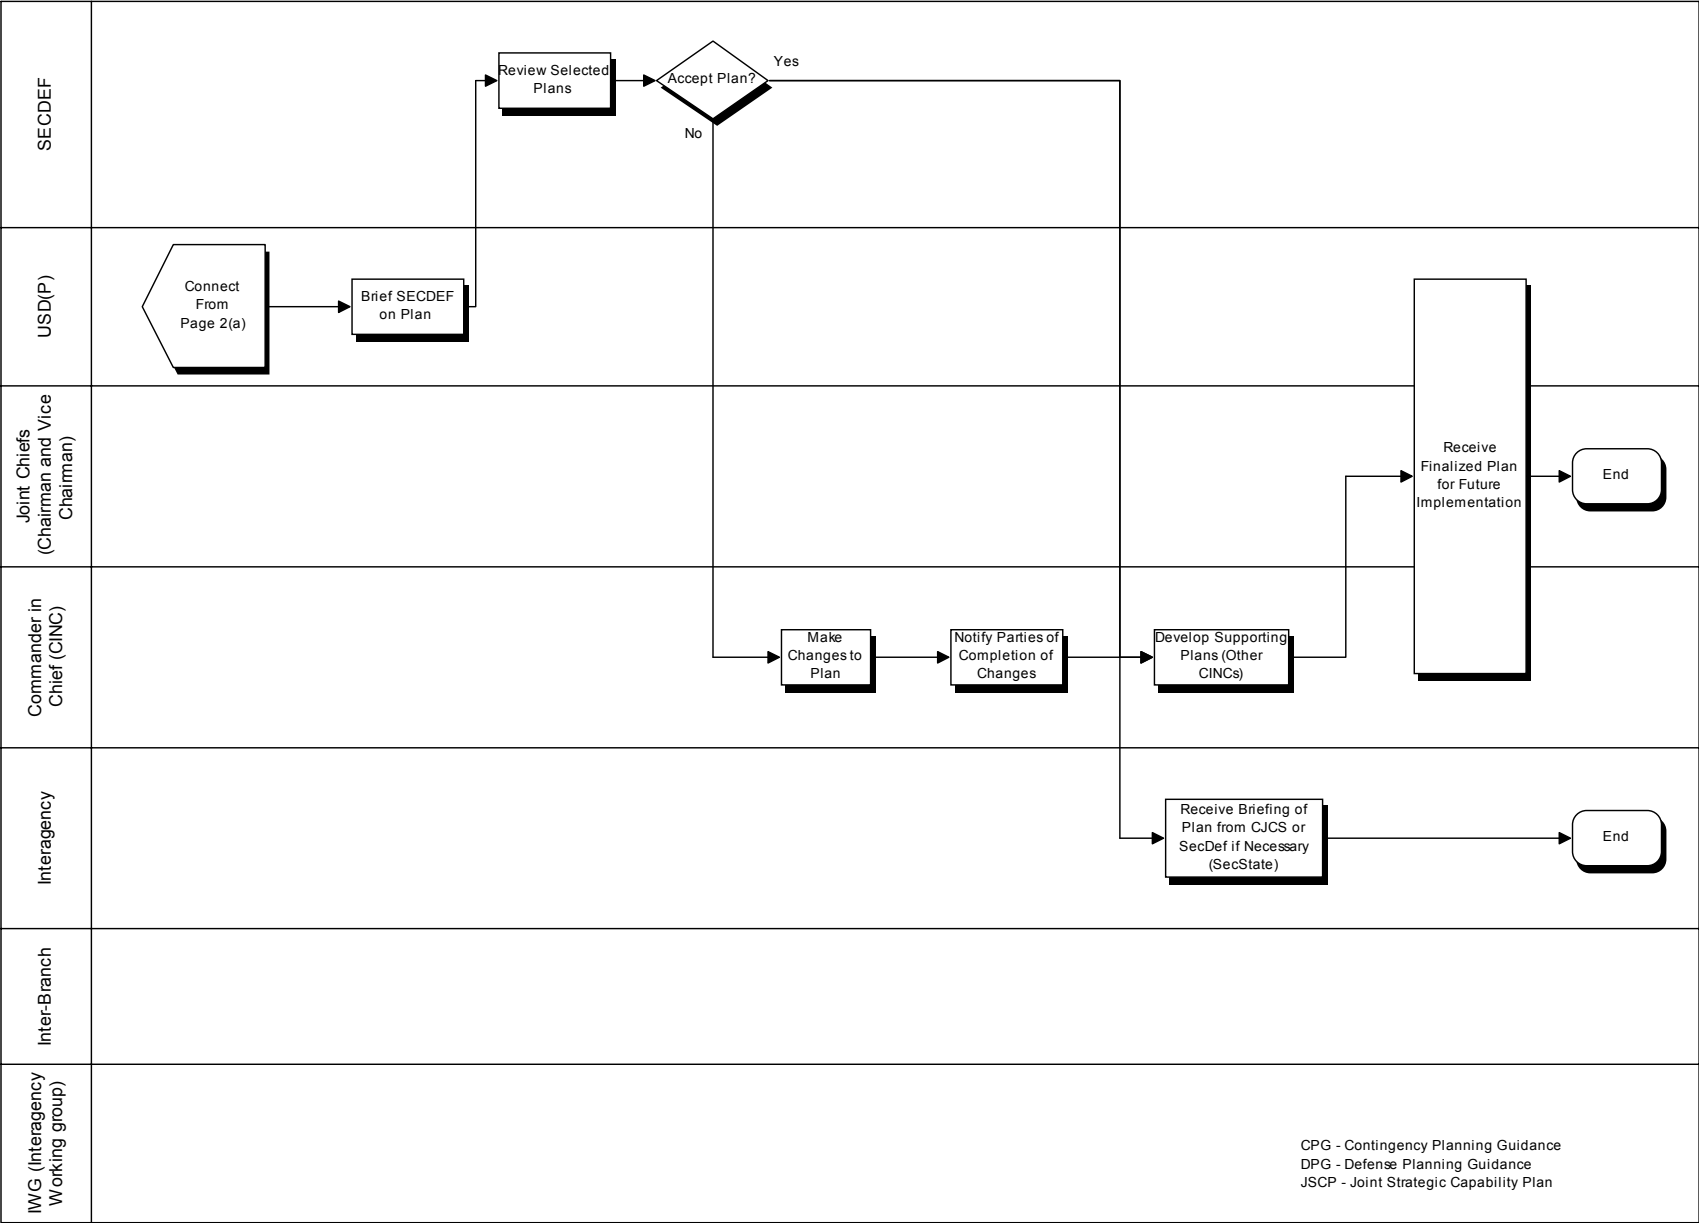 SECDEF
Review Selected
Plans
Accept Plan?
Yes
No
USD(P)
Connect
From
Page 2(a)
Brief SECDEF
on Plan
Joint Chiefs
(Chairman and Vice
Chairman)
Receive
Finalized Plan
for Future
Implementation
End
Commander in
Chief (CINC)
Make
Changes to
Plan
Notify Parties of
Completion of
Changes
Develop Supporting
Plans (Other
CINCs)
Interagency
Receive Briefing of
Plan from CJCS or
SecDef if Necessary
(SecState)
End
Inter-Branch
IWG (Interagency
Working group)
CPG - Contingency Planning Guidance
DPG - Defense Planning Guidance
JSCP - Joint Strategic Capability Plan